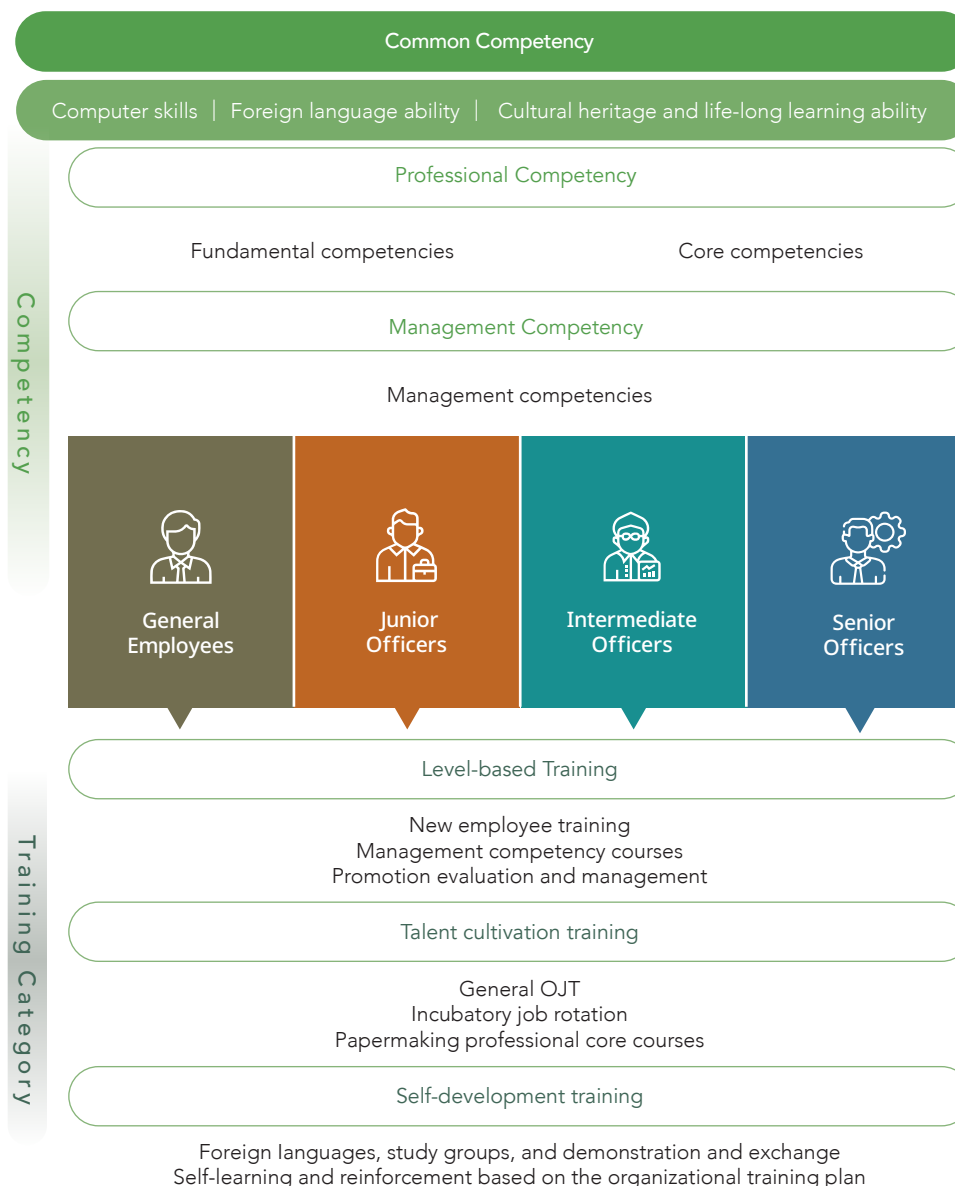 Common Competency
Computer skills | Foreign language ability | Cultural heritage and life-long learning ability
Competency
Professional Competency
Fundamental competencies
Core competencies
Management Competency
Management competencies
General
Employees
Junior
Officers
Intermediate
Officers
Senior
Officers
Training Category
Level-based Training
New employee training
Management competency courses
Promotion evaluation and management
Talent cultivation training
General OJT
Incubatory job rotation
Papermaking professional core courses
Self-development training
Foreign languages, study groups, and demonstration and exchange
Self-learning and reinforcement based on the organizational training plan